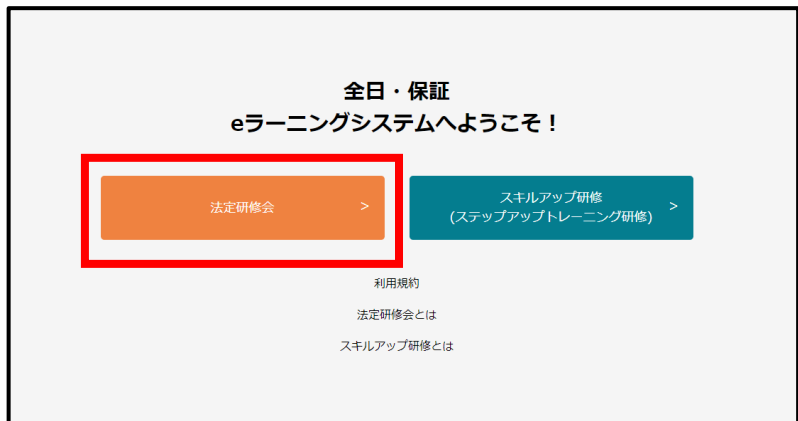 全日・保証
eラーニングシステムへようこそ！
法定研修会 >
スキルアップ研修
(ステップアップトレーニング研修) >
利用規約
法定研修会とは
スキルアップ研修とは